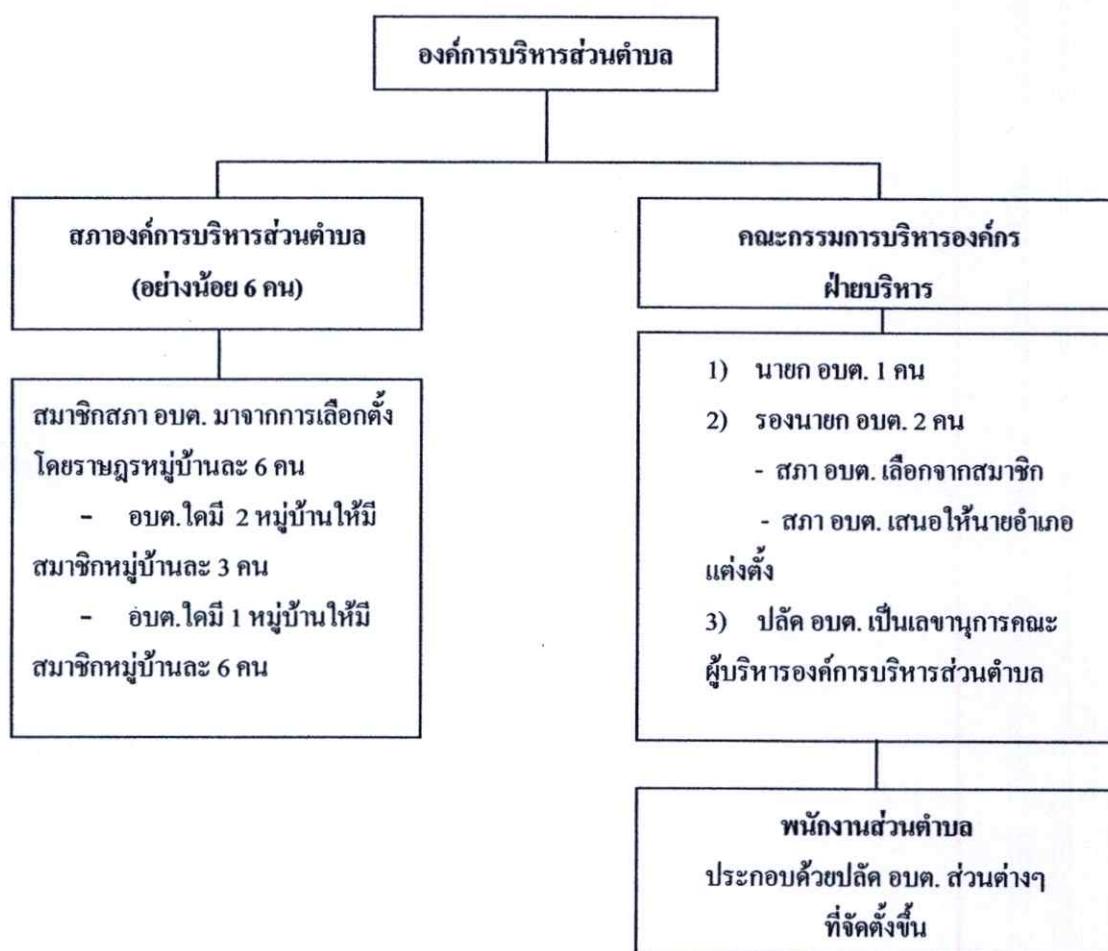 องค์การบริหารส่วนตำบล
สภาองค์การบริหารส่วนตำบล
(อย่างน้อย 6 คน)
สมาชิกสภา อบต. มาจากการเลือกตั้ง
โดยราษฎรหมู่บ้านละ 6 คน
- อบต.ใดมี 2 หมู่บ้านให้มี
สมาชิกหมู่บ้านละ 3 คน
- อบต.ใดมี 1 หมู่บ้านให้มี
สมาชิกหมู่บ้านละ 6 คน
คณะกรรมการบริหารองค์กร
ฝ่ายบริหาร
1) นายก อบต. 1 คน
2) รองนายก อบต. 2 คน
- สภา อบต. เลือกจากสมาชิก
- สภา อบต. เสนอให้นายอำเภอ
แต่งตั้ง
3) ปลัด อบต. เป็นเลขานุการคณะ
ผู้บริหารองค์การบริหารส่วนตำบล
พนักงานส่วนตำบล
ประกอบด้วยปลัด อบต. ส่วนต่างๆ
ที่จัดตั้งขึ้น